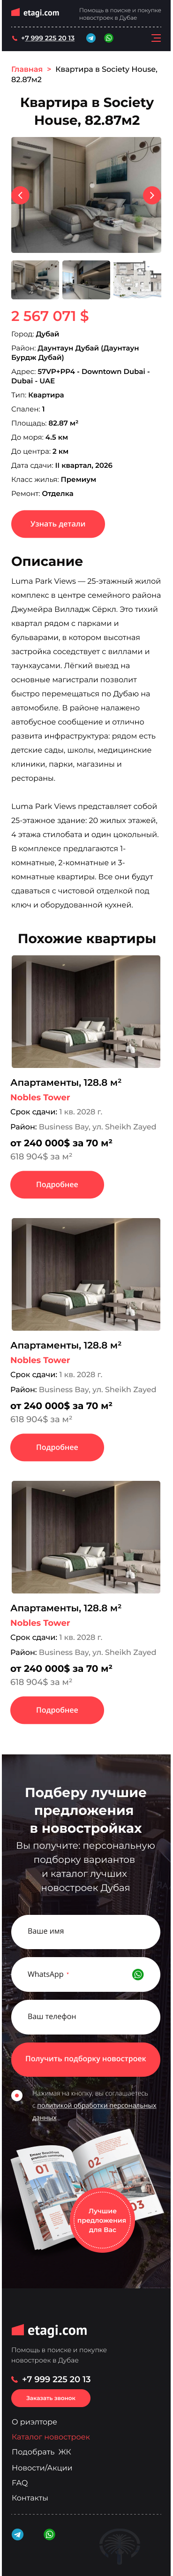 etagi.com
Помощь в поиске и покупке
новостроек в Дубае
+7 999 225 20 13
Главная > Квартира в Society House,
82.87м2
Квартира в Society
House, 82.87м2
2 567 071 $
Город: Дубай
Район: Даунтаун Дубай (Даунтаун
Бурдж Дубай)
Адрес: 57VP+PP4 - Downtown Dubai -
Dubai - UAE
Тип: Квартира
Спален: 1
Площадь: 82.87 м²
До моря: 4.5 км
До центра: 2 км
Дата сдачи: II квартал, 2026
Класс жилья: Премиум
Ремонт: Отделка
Узнать детали
Описание
Luma Park Views — 25-этажный жилой
комплекс в центре семейного района
Джумейра Вилладж Сёркл. Это тихий
квартал рядом с парками и
бульварами, в котором высотная
застройка соседствует с виллами и
таунхаусами. Лёгкий выезд на
основные магистрали позволит
быстро перемещаться по Дубаю на
автомобиле. В районе налажено
автобусное сообщение и отлично
развита инфраструктура: рядом есть
детские сады, школы, медицинские
клиники, парки, магазины и
рестораны.
Luma Park Views представляет собой
25-этажное здание: 20 жилых этажей,
4 этажа стилобата и один цокольный.
В комплексе предлагаются 1-
комнатные, 2-комнатные и 3-
комнатные квартиры. Все они будут
сдаваться с чистовой отделкой под
ключ и оборудованной кухней.
Похожие квартиры
Апартаменты, 128.8 м²
Nobles Tower
Срок сдачи: 1 кв. 2028 г.
Район: Business Bay, ул. Sheikh Zayed
от 240 000$ за 70 м²
618 904$ за м²
Подробнее
Апартаменты, 128.8 м²
Nobles Tower
Срок сдачи: 1 кв. 2028 г.
Район: Business Bay, ул. Sheikh Zayed
от 240 000$ за 70 м²
618 904$ за м²
Подробнее
Апартаменты, 128.8 м²
Nobles Tower
Срок сдачи: 1 кв. 2028 г.
Район: Business Bay, ул. Sheikh Zayed
от 240 000$ за 70 м²
618 904$ за м²
Подробнее
Подберу лучшие
предложения
в новостройках
Вы получите: персональную
подборку вариантов
и каталог лучших
новостроек Дубая
Ваше имя
WhatsApp
Ваш телефон
Получить подборку новостроек
Нажимая на кнопку, вы соглашаетесь
с политикой обработки персональных
данных
01
02
03
Лучшие
предложения
для Вас
etagi.com
Помощь в поиске и покупке
новостроек в Дубае
+7 999 225 20 13
Заказать звонок
О риэлторе
Каталог новостроек
Подобрать ЖК
Новости/Акции
FAQ
Контакты